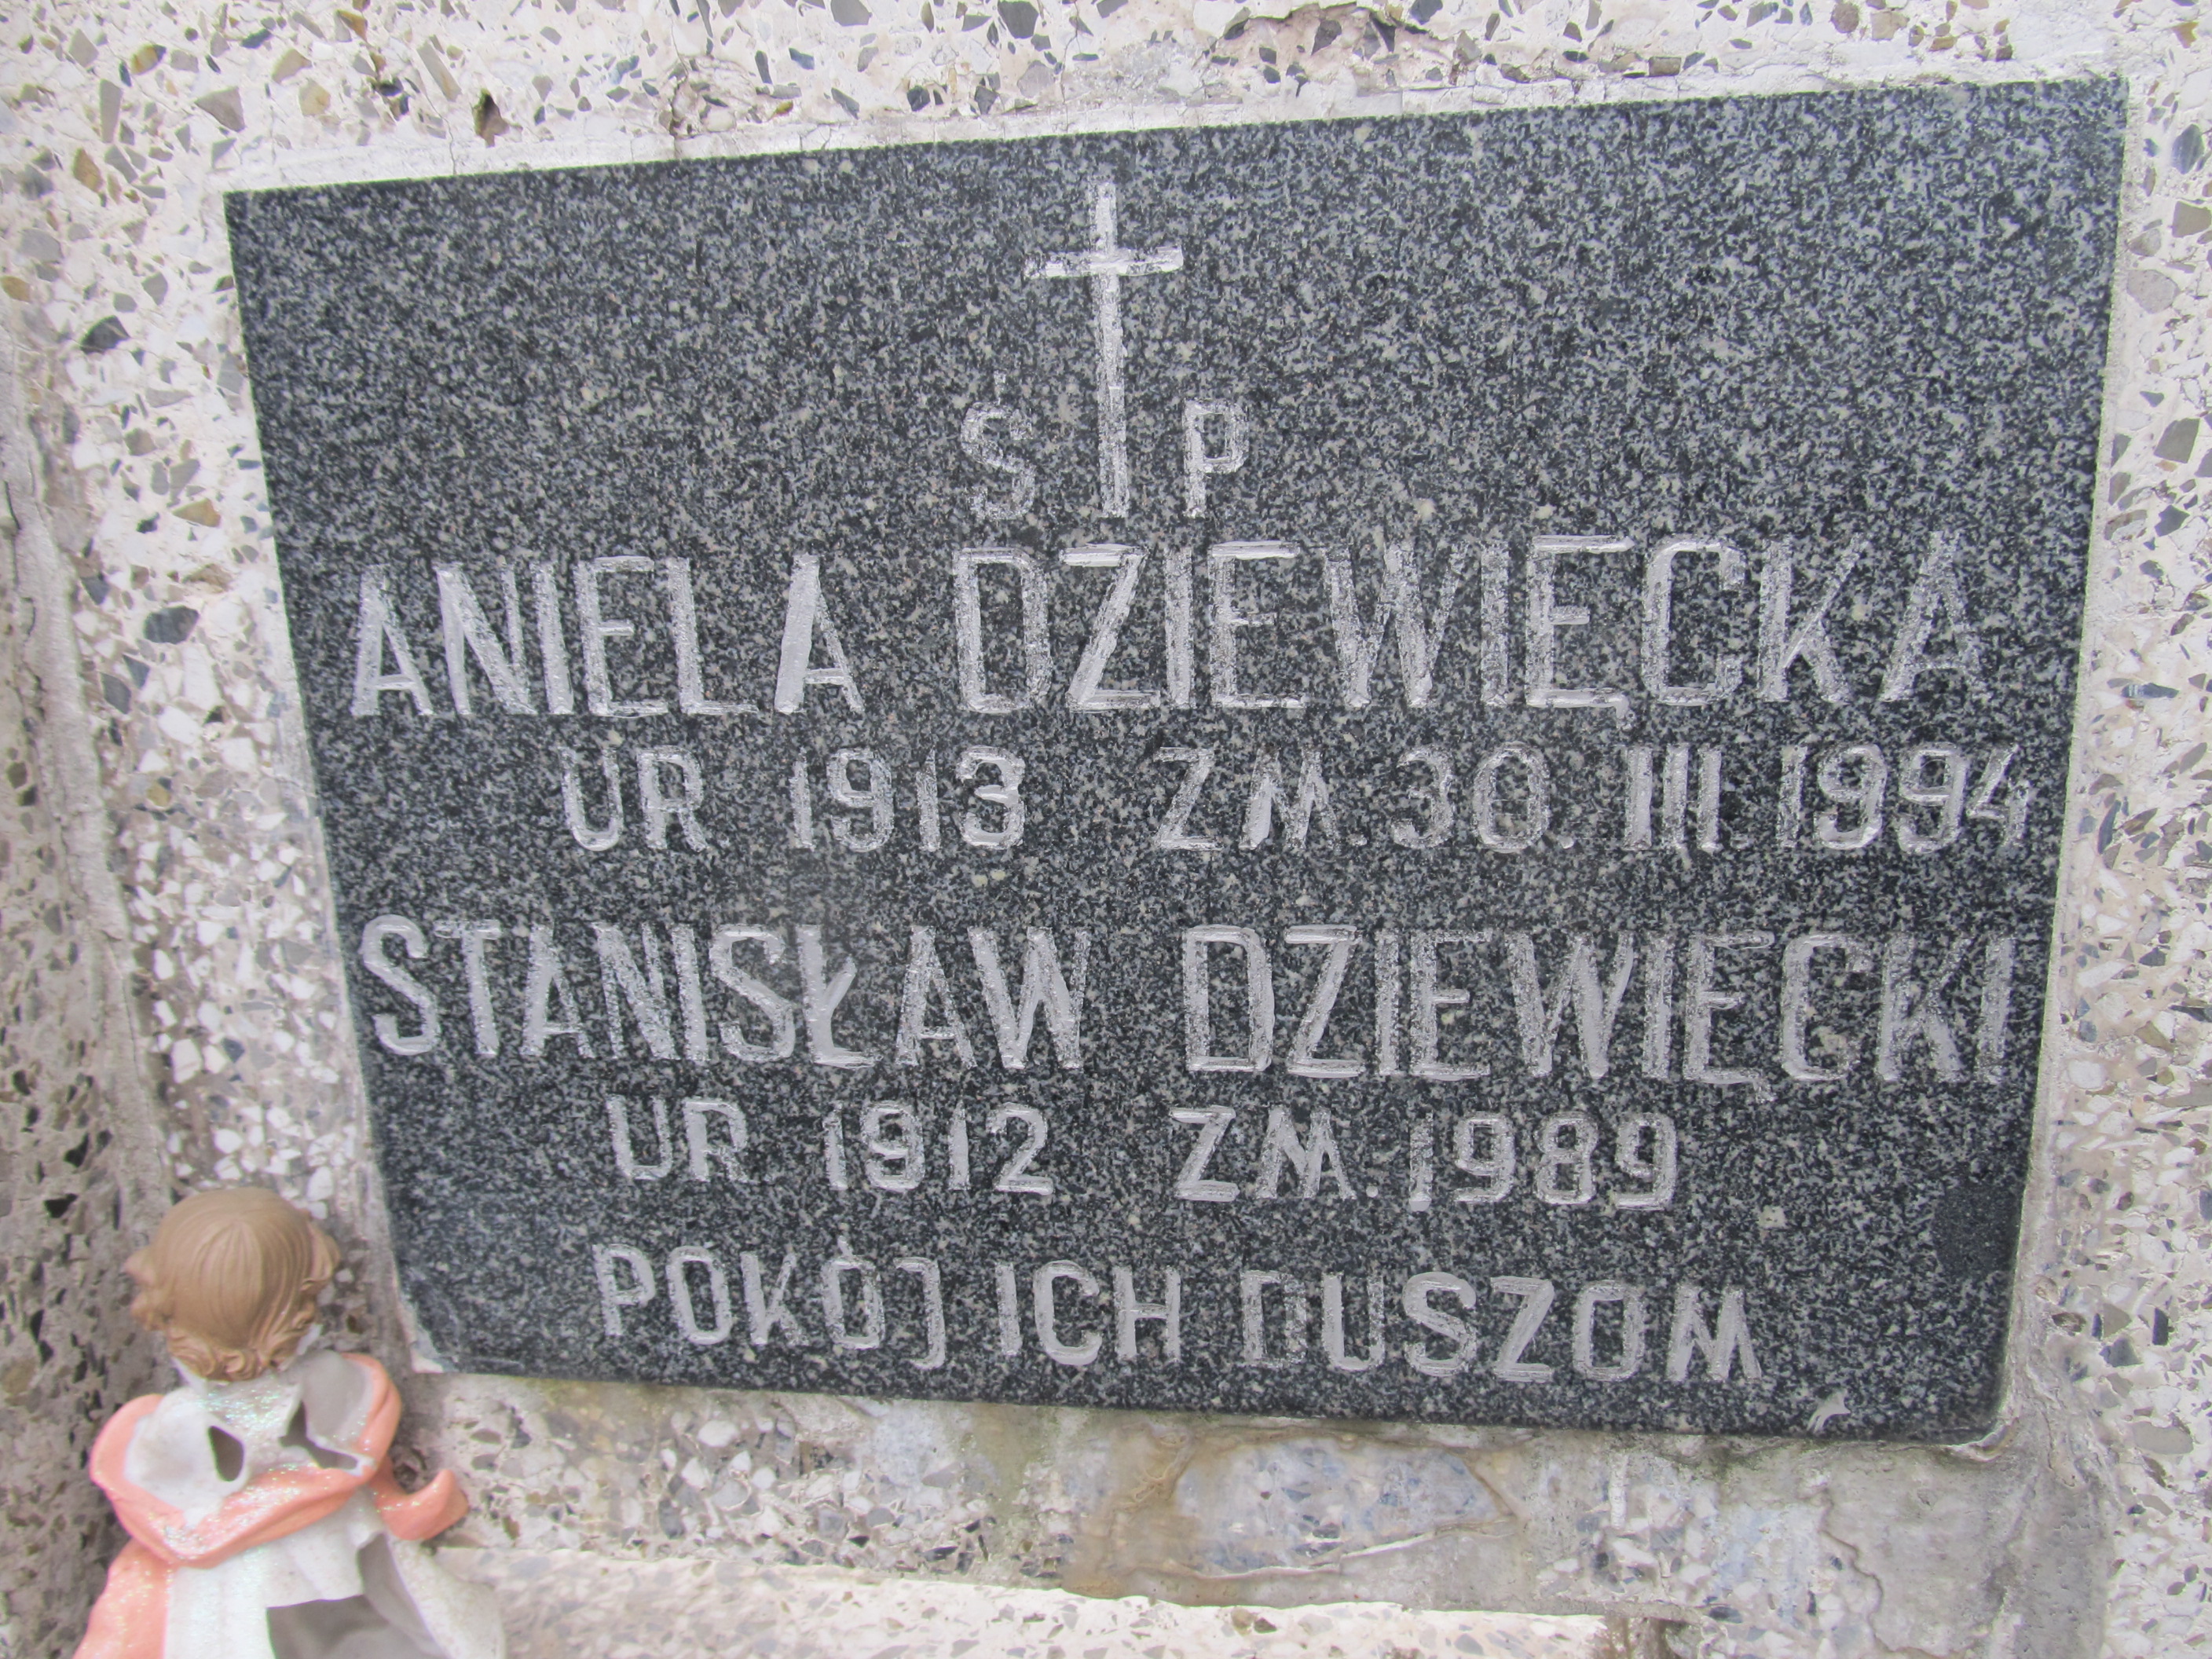 Ś P
ANIELA DZIEWIĘCKA
UR 1913 ZM. 30. III. 1994
STANISŁAW DZIEWIĘCKI
UR. 1912 ZM. 1989
POKÓJ ICH DUSZOM